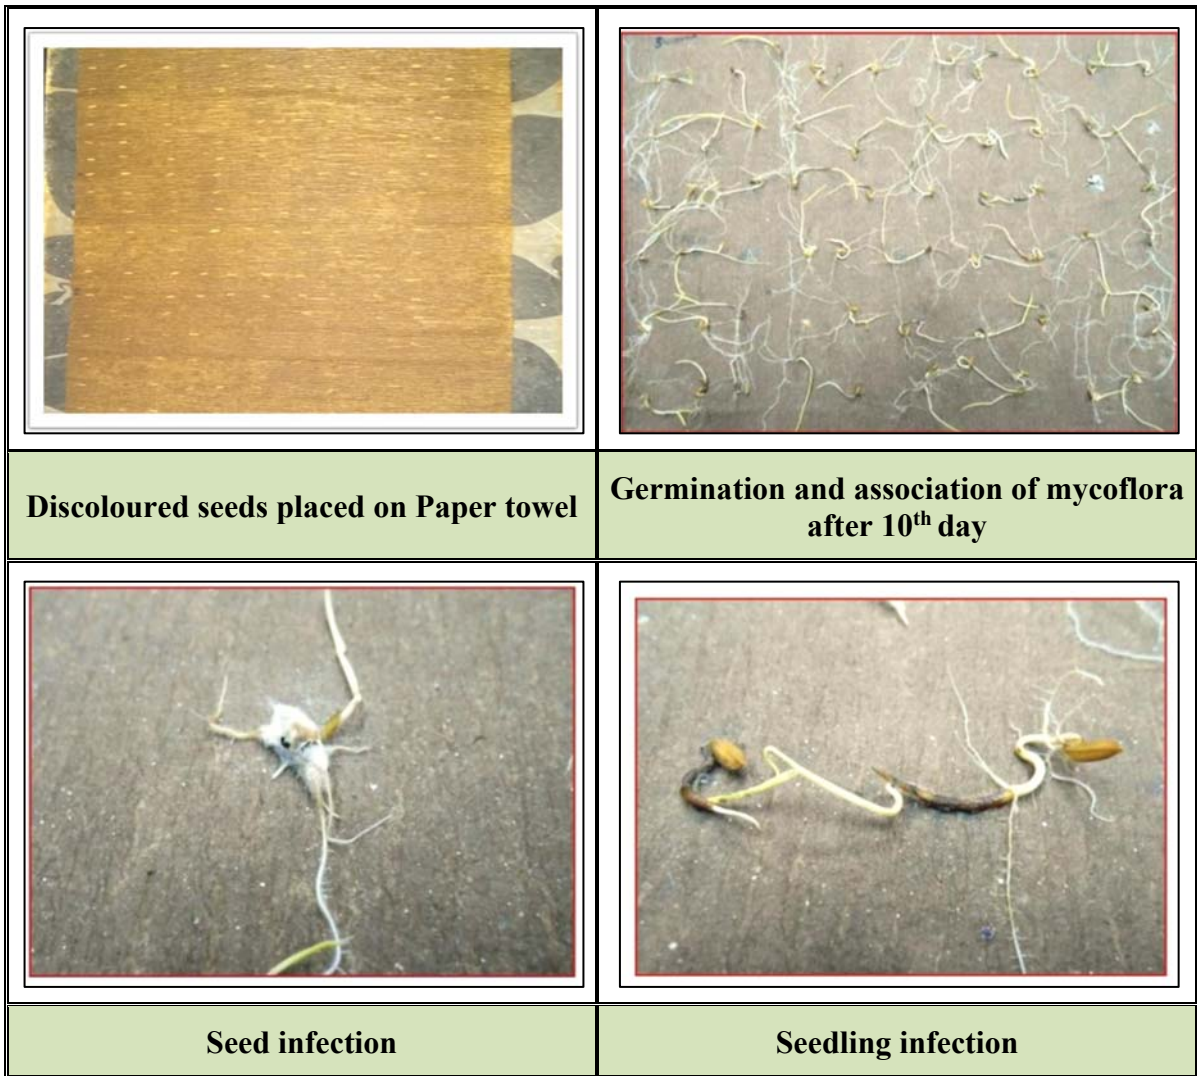 Discoloured seeds placed on Paper towel
Germination and association of mycoflora
after 10th day
Seed infection
Seedling infection